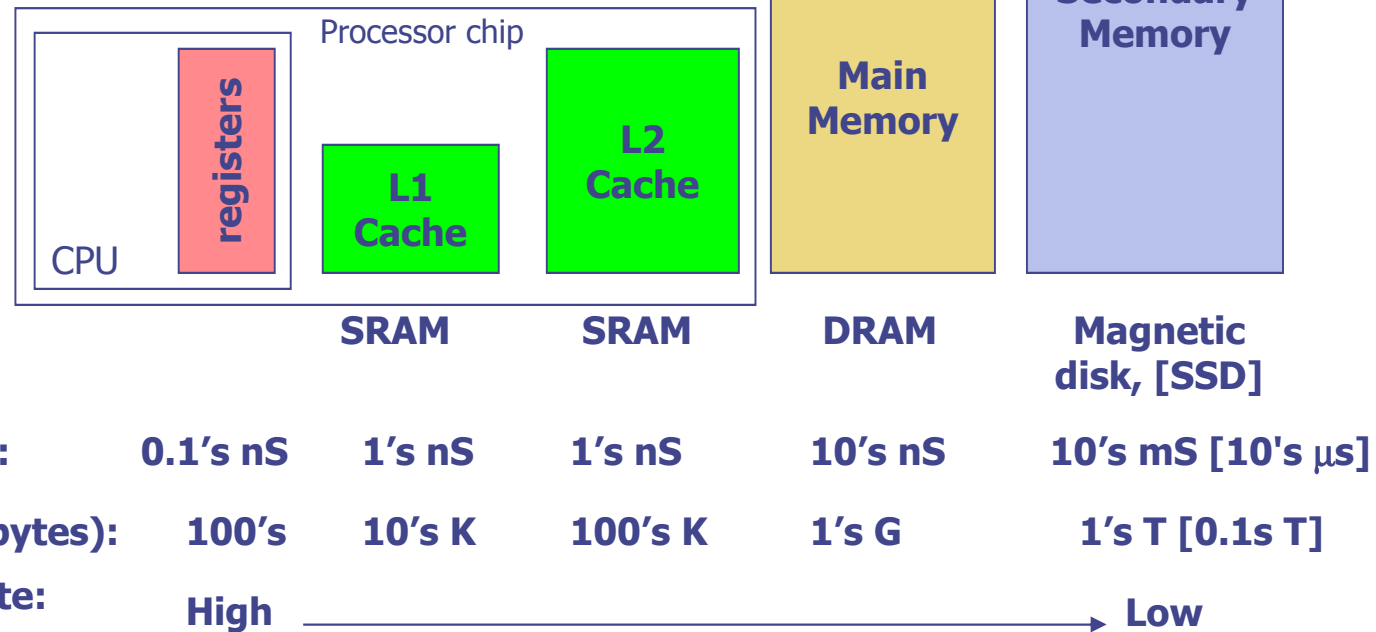 Processor chip
Secondary
Memory
Main
Memory
registers
L2
Cache
L1
Cache
CPU
SRAM SRAM DRAM Magnetic
disk, [SSD]
: 0.1’s nS 1’s nS 1’s nS 10’s nS 10’s mS [10's μs]
bytes): 100’s 10’s K 100’s K 1’s G 1’s T [0.1s T]
te: High Low